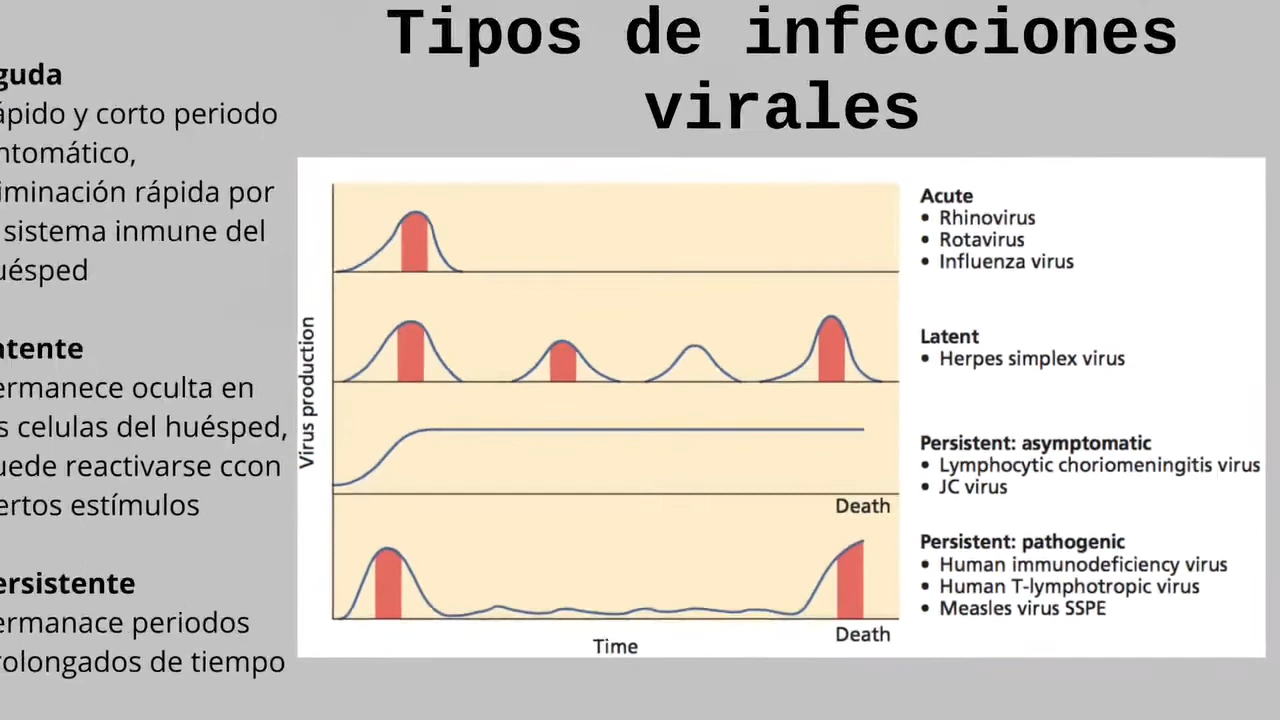 Tipos de infecciones
virales
guda
ápido y corto periodo
ntomático,
iminación rápida por
sistema inmune del
uésped
atente
ermanece oculta en
s celulas del huésped,
uede reactivarse ccon
ertos estímulos
ersistente
ermanace periodos
rolongados de tiempo
Virus production
Time
Death
Death
Acute
• Rhinovirus
• Rotavirus
• Influenza virus
Latent
• Herpes simplex virus
Persistent: asymptomatic
• Lymphocytic choriomeningitis virus
• JC virus
Persistent: pathogenic
• Human immunodeficiency virus
• Human T-lymphotropic virus
• Measles virus SSPE